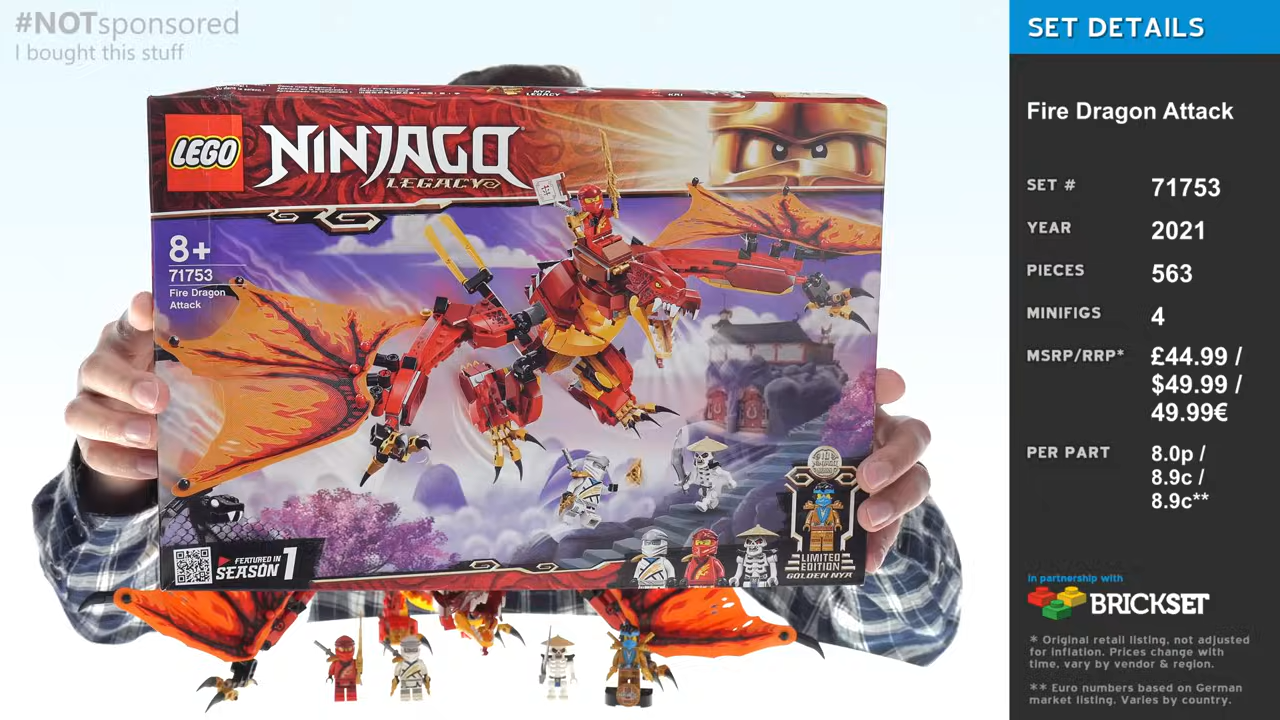 #NOTsponsored
I bought this stuff
NYA
LEGACY
KAI
LEGO
NINJAGO
LEGACY
8+
71753
Fire Dragon
Attack
FEATURED IN
SEASON 1
NINJAGO
LIMITED
EDITION
GOLDEN NYA
SET DETAILS
Fire Dragon Attack
SET # 71753
YEAR 2021
PIECES 563
MINIFIGS 4
MSRP/RRP* £44.99 /
$49.99 /
49.99€
PER PART 8.0p /
8.9c /
8.9c**
in partnership with
BRICKSET
* Original retail listing, not adjusted
for inflation. Prices change with
time, vary by vendor & region.
** Euro numbers based on German
market listing. Varies by country.